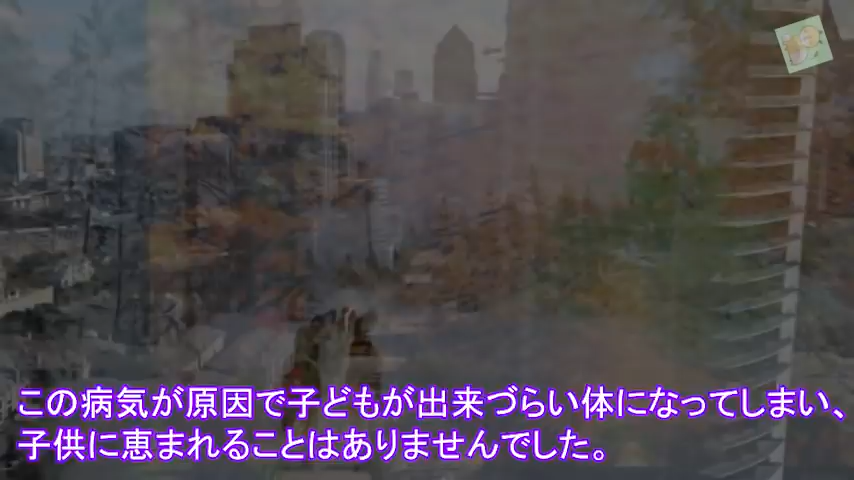 この病気が原因で子どもが出来づらい体になってしまい、
子供に恵まれることはありませんでした。